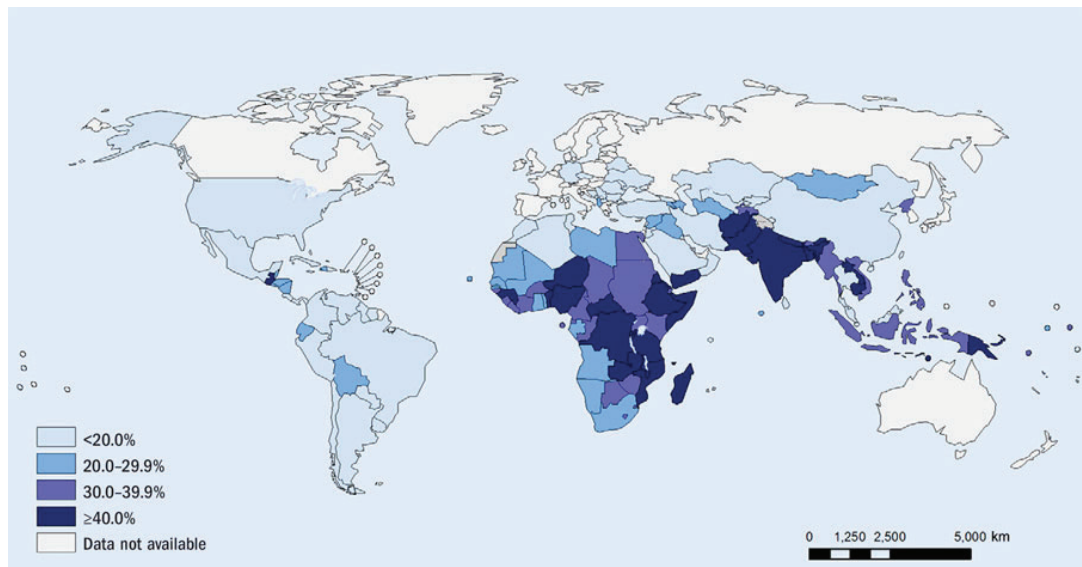 <20.0%
20.0–29.9%
30.0–39.9%
≥40.0%
Data not available
0 1,250 2,500 5,000 km